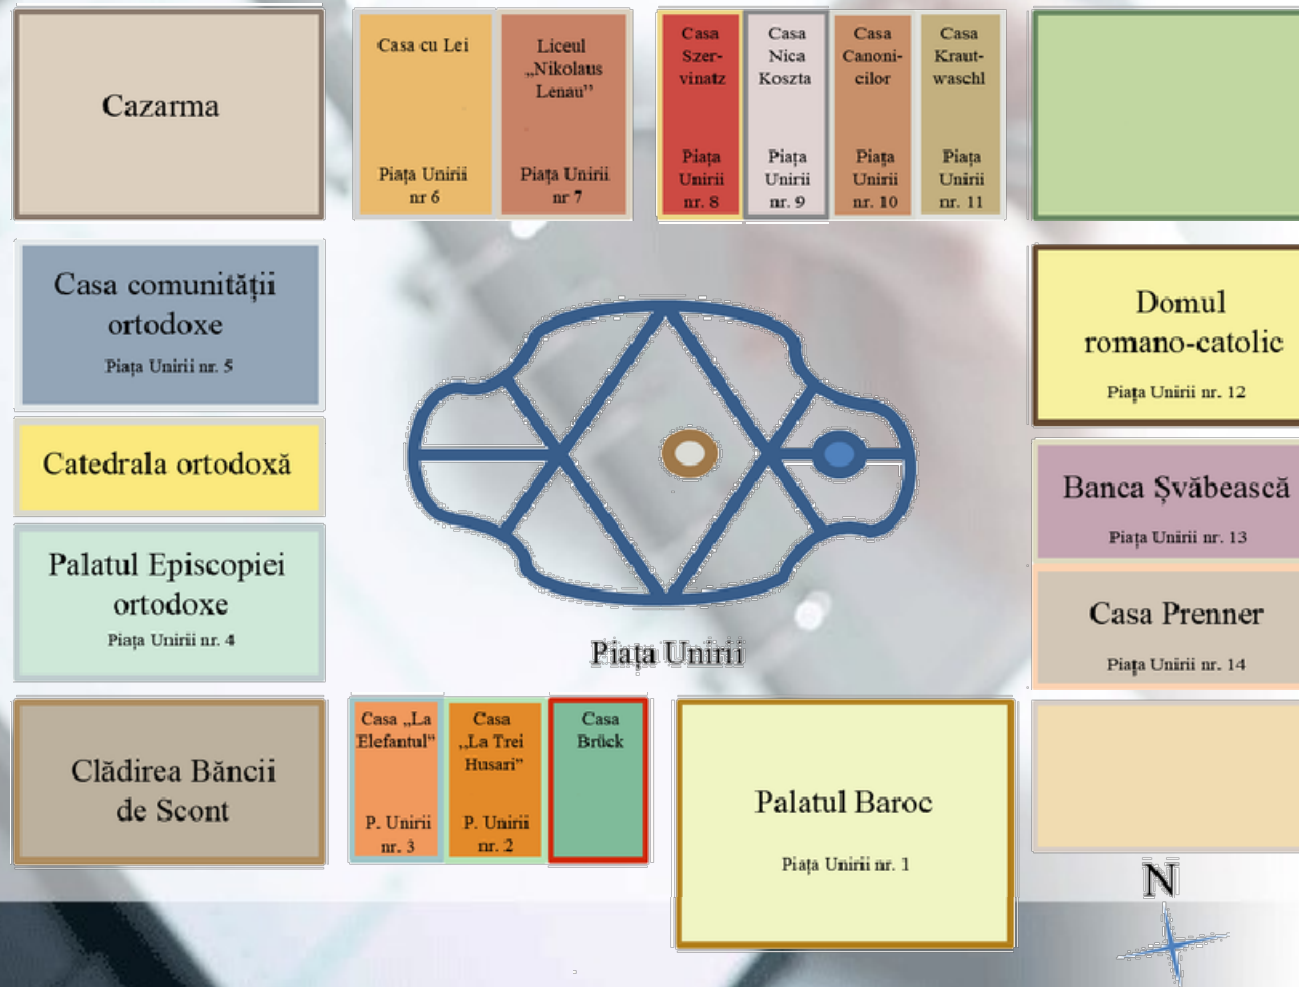 Cazarma
Casa cu Lei
Piața Unirii
nr 6
Liceul
„Nikolaus
Lenau”
Piața Unirii
nr 7
Casa
Szer-
vinatz
Piața
Unirii
nr. 8
Casa
Nica
Koszta
Piața
Unirii
nr. 9
Casa
Canoni-
cilor
Piața
Unirii
nr. 10
Casa
Kraut-
waschl
Piața
Unirii
nr. 11
Casa comunității
ortodoxe
Piața Unirii nr. 5
Domul
romano-catolic
Piața Unirii nr. 12
Catedrala ortodoxă
Banca Șvăbească
Piața Unirii nr. 13
Palatul Episcopiei
ortodoxe
Piața Unirii nr. 4
Casa Prenner
Piața Unirii nr. 14
Piața Unirii
Clădirea Băncii
de Scont
Casa „La
Elefantul“
P. Unirii
nr. 3
Casa
„La Trei
Husari”
P. Unirii
nr. 2
Casa
Brück
Palatul Baroc
Piața Unirii nr. 1
N